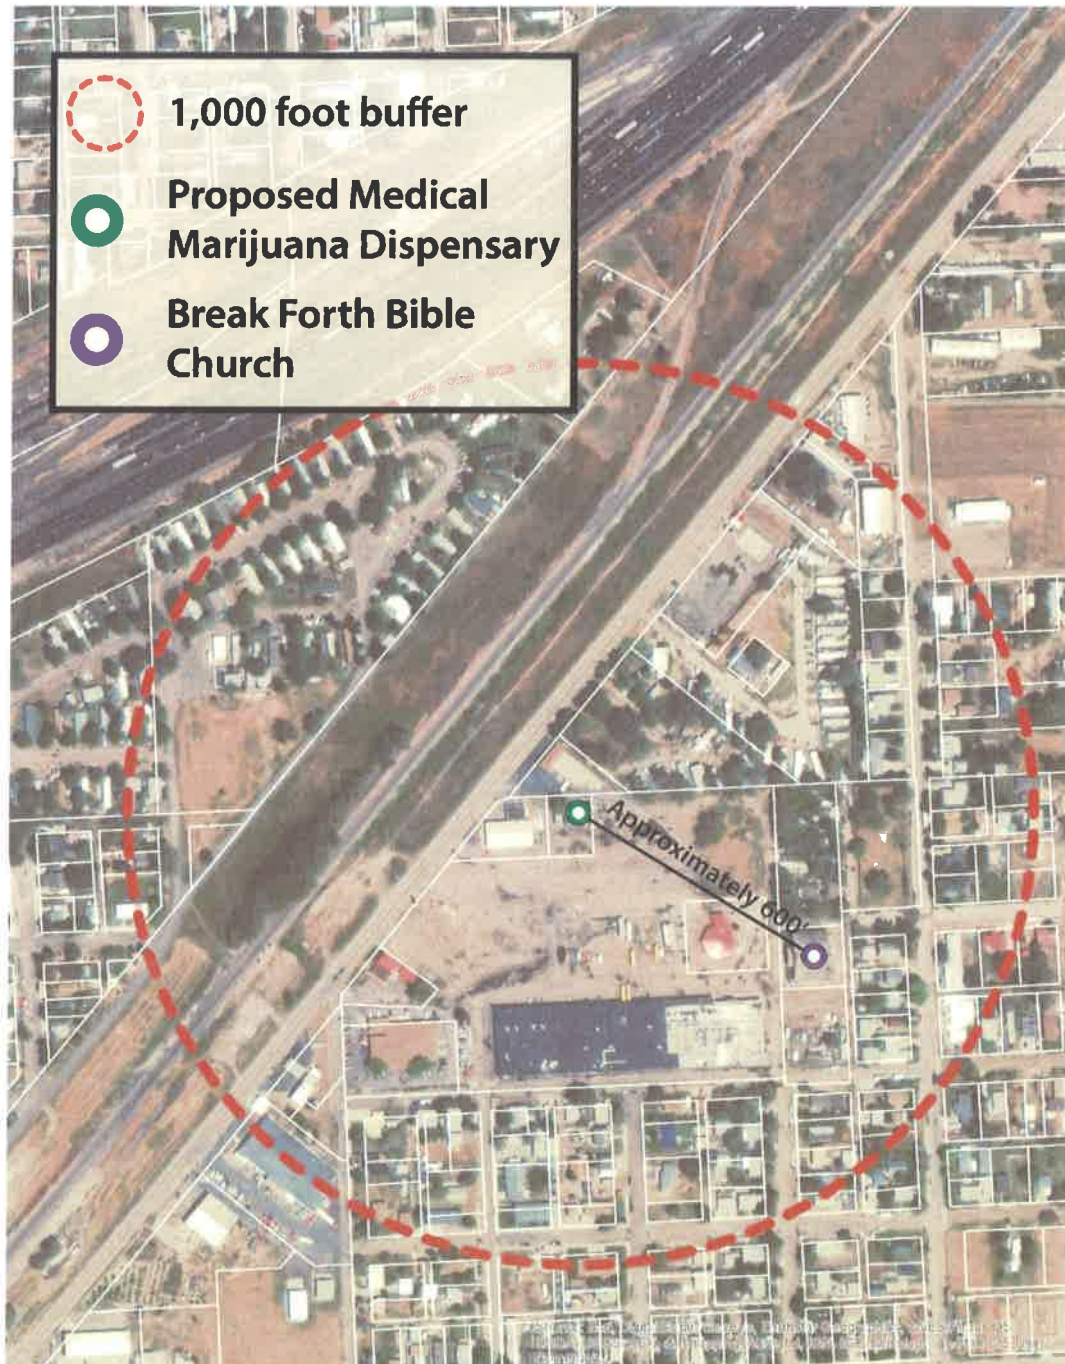 1,000 foot buffer
Proposed Medical
Marijuana Dispensary
Break Forth Bible
Church
Approximately 600'